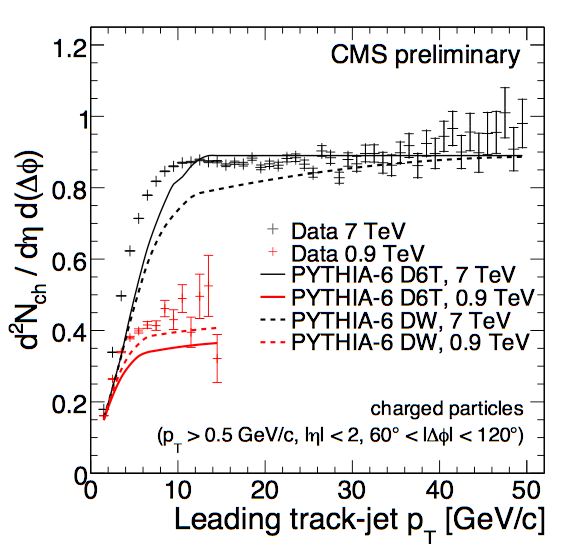 CMS preliminary
1.2
1
0.8
0.6
0.4
0.2
0
d²N_ch / dη d(Δϕ)
Data 7 TeV
Data 0.9 TeV
PYTHIA-6 D6T, 7 TeV
PYTHIA-6 D6T, 0.9 TeV
PYTHIA-6 DW, 7 TeV
PYTHIA-6 DW, 0.9 TeV
charged particles
(p_T > 0.5 GeV/c, |η| < 2, 60° < |Δϕ| < 120°)
0 10 20 30 40 50
Leading track-jet p_T [GeV/c]